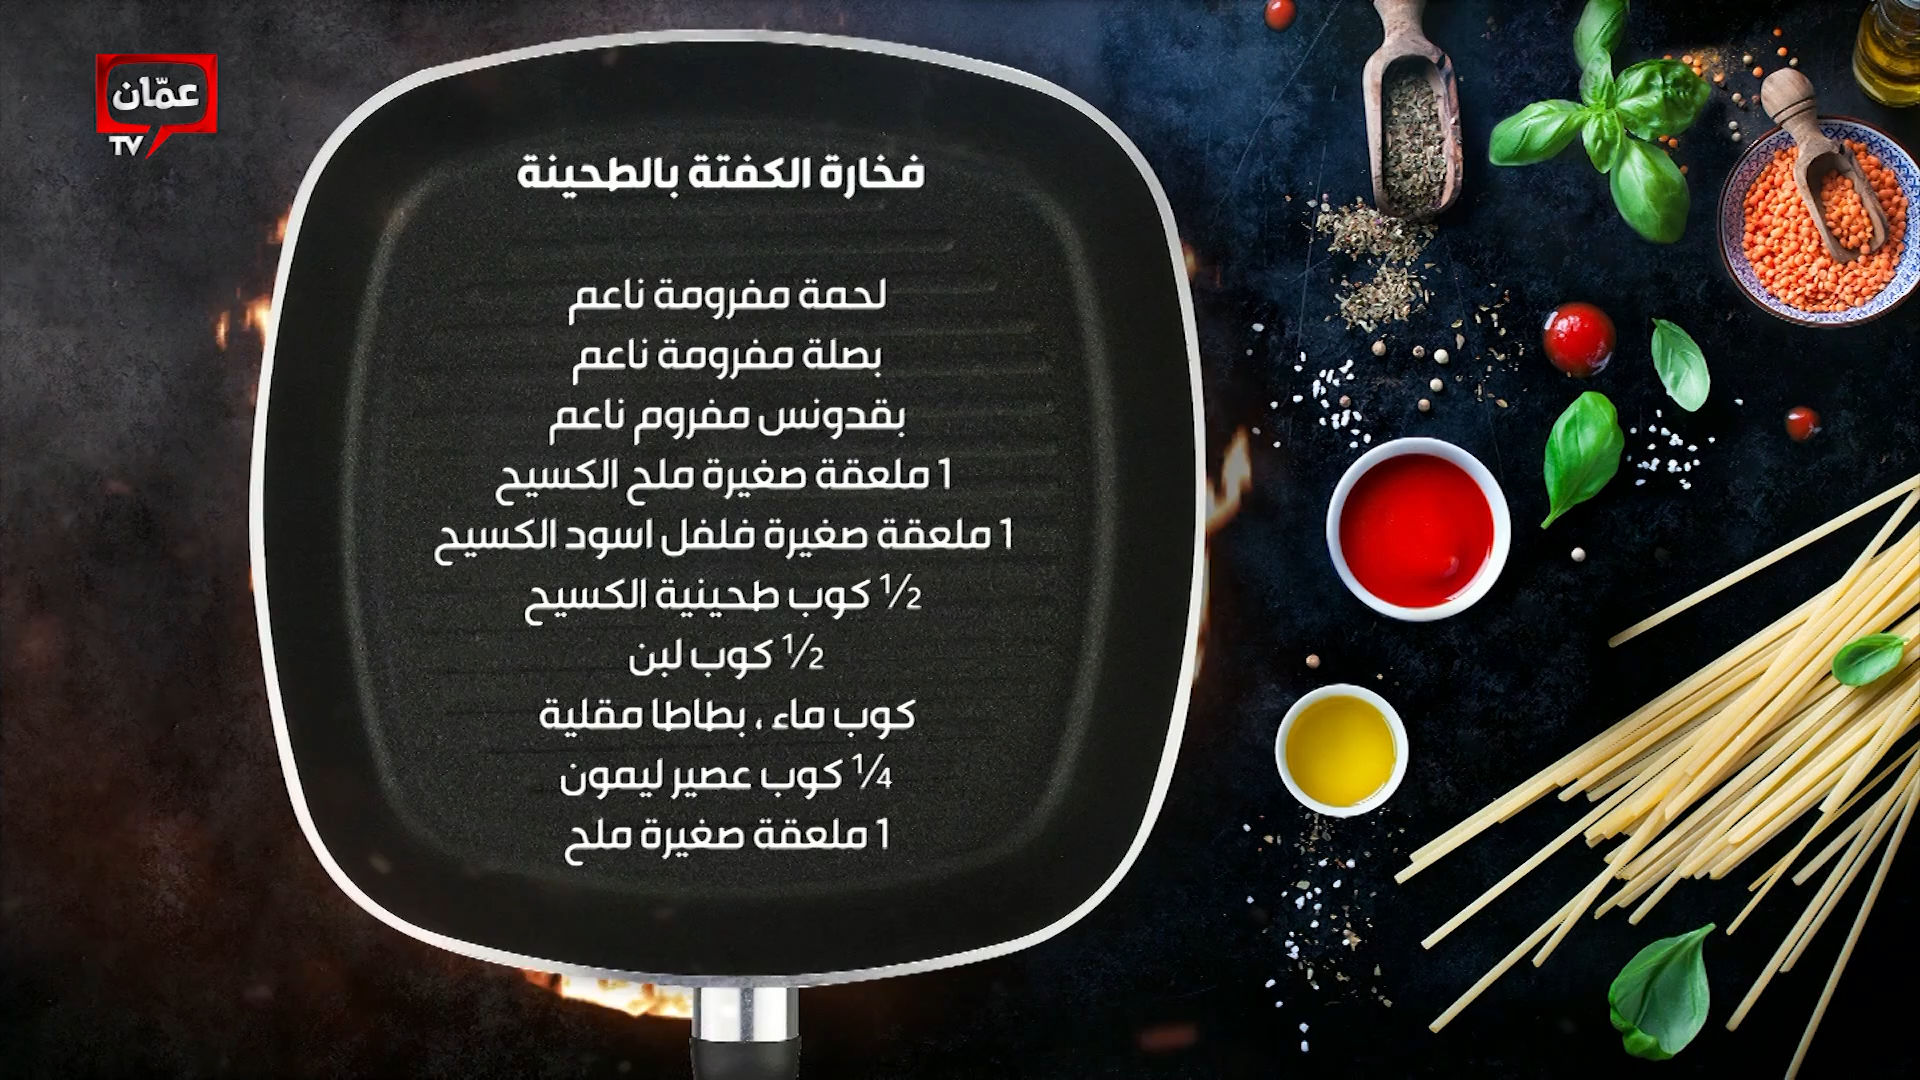 عمّان
TV
فخارة الكفتة بالطحينة
لحمة مفرومة ناعم
بصلة مفرومة ناعم
بقدونس مفروم ناعم
1 ملعقة صغيرة ملح الكسيح
1 ملعقة صغيرة فلفل اسود الكسيح
½ كوب طحينية الكسيح
½ كوب لبن
كوب ماء ، بطاطا مقلية
¼ كوب عصير ليمون
1 ملعقة صغيرة ملح